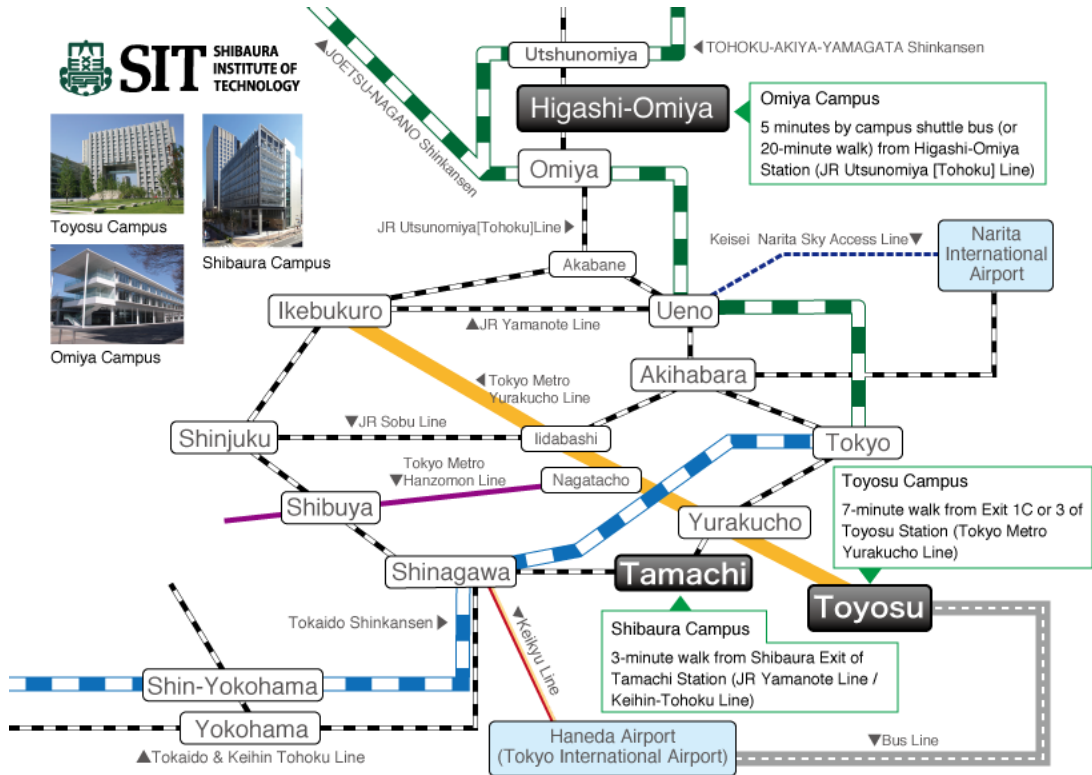 SIT
SHIBAURA
INSTITUTE OF
TECHNOLOGY
Toyosu Campus
Shibaura Campus
Omiya Campus
▲JOETSU-NAGANO Shinkansen
Utshunomiya
◀TOHOKU-AKIYA-YAMAGATA Shinkansen
Higashi-Omiya
Omiya Campus
5 minutes by campus shuttle bus (or
20-minute walk) from Higashi-Omiya
Station (JR Utsunomiya [Tohoku] Line)
Omiya
JR Utsunomiya[Tohoku]Line▶
Keisei Narita Sky Access Line▼
Narita
International
Airport
Akabane
Ikebukuro
Ueno
▲JR Yamanote Line
Akihabara
◀Tokyo Metro
Yurakucho Line
Shinjuku
▼JR Sobu Line
Iidabashi
Tokyo
Tokyo Metro
▼Hanzomon Line
Nagatacho
Shibuya
Yurakucho
Toyosu Campus
7-minute walk from Exit 1C or 3 of
Toyosu Station (Tokyo Metro
Yurakucho Line)
Shinagawa
Tamachi
Toyosu
Tokaido Shinkansen▶
▼Keikyu Line
Shibaura Campus
3-minute walk from Shibaura Exit of
Tamachi Station (JR Yamanote Line /
Keihin-Tohoku Line)
Shin-Yokohama
Yokohama
▲Tokaido & Keihin Tohoku Line
Haneda Airport
(Tokyo International Airport)
▼Bus Line